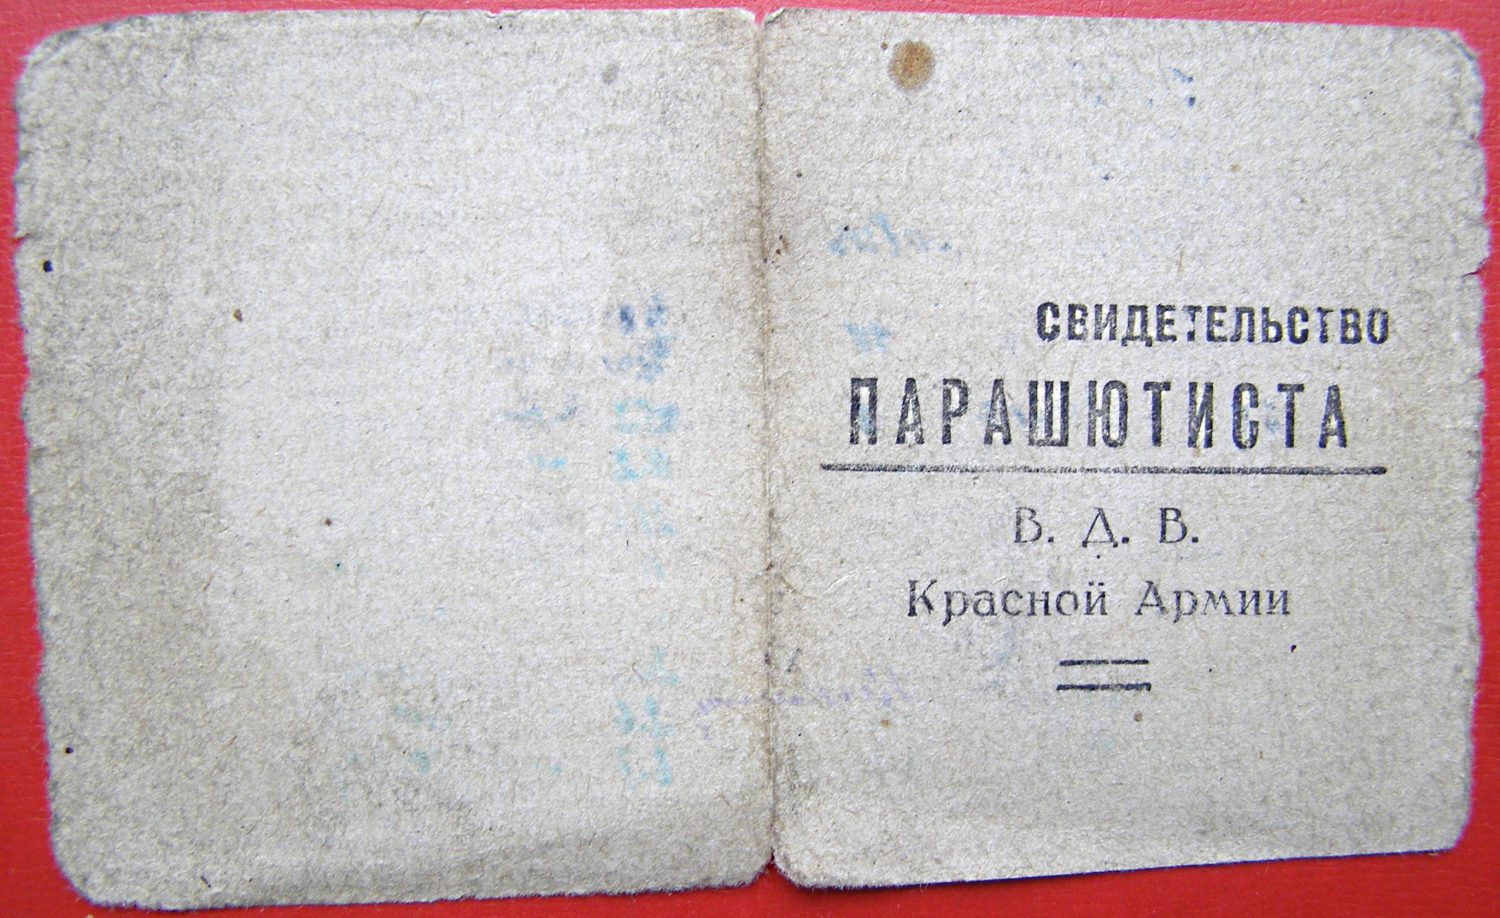 СВИДЕТЕЛЬСТВО
ПАРАШЮТИСТА
В. Д. В.
Красной Армии